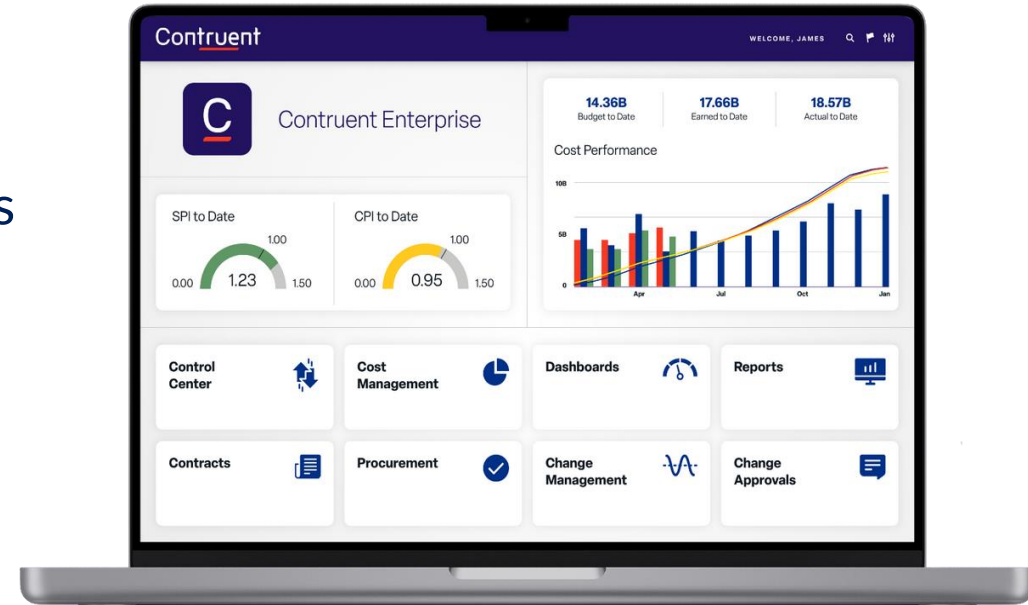 s
Contruent
WELCOME, JAMES
C
Contruent Enterprise
14.36B
Budget to Date
17.66B
Earned to Date
18.57B
Actual to Date
Cost Performance
10B
5B
0
Apr
Jul
Oct
Jan
SPI to Date
1.00
0.00
1.23
1.50
CPI to Date
1.00
0.00
0.95
1.50
Control
Center
Cost
Management
Dashboards
Reports
Contracts
Procurement
Change
Management
Change
Approvals